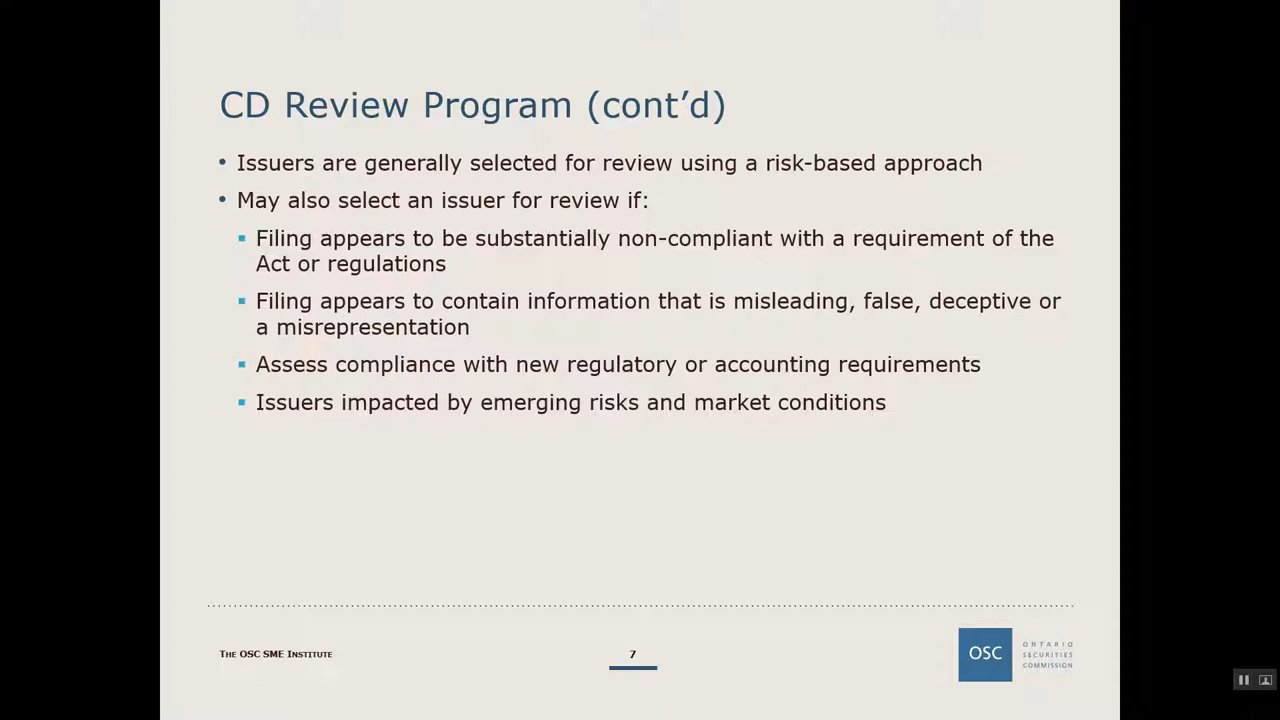 CD Review Program (cont’d)
• Issuers are generally selected for review using a risk-based approach
• May also select an issuer for review if:
▪ Filing appears to be substantially non-compliant with a requirement of the
Act or regulations
▪ Filing appears to contain information that is misleading, false, deceptive or
a misrepresentation
▪ Assess compliance with new regulatory or accounting requirements
▪ Issuers impacted by emerging risks and market conditions
THE OSC SME INSTITUTE
7
OSC
ONTARIO
SECURITIES
COMMISSION